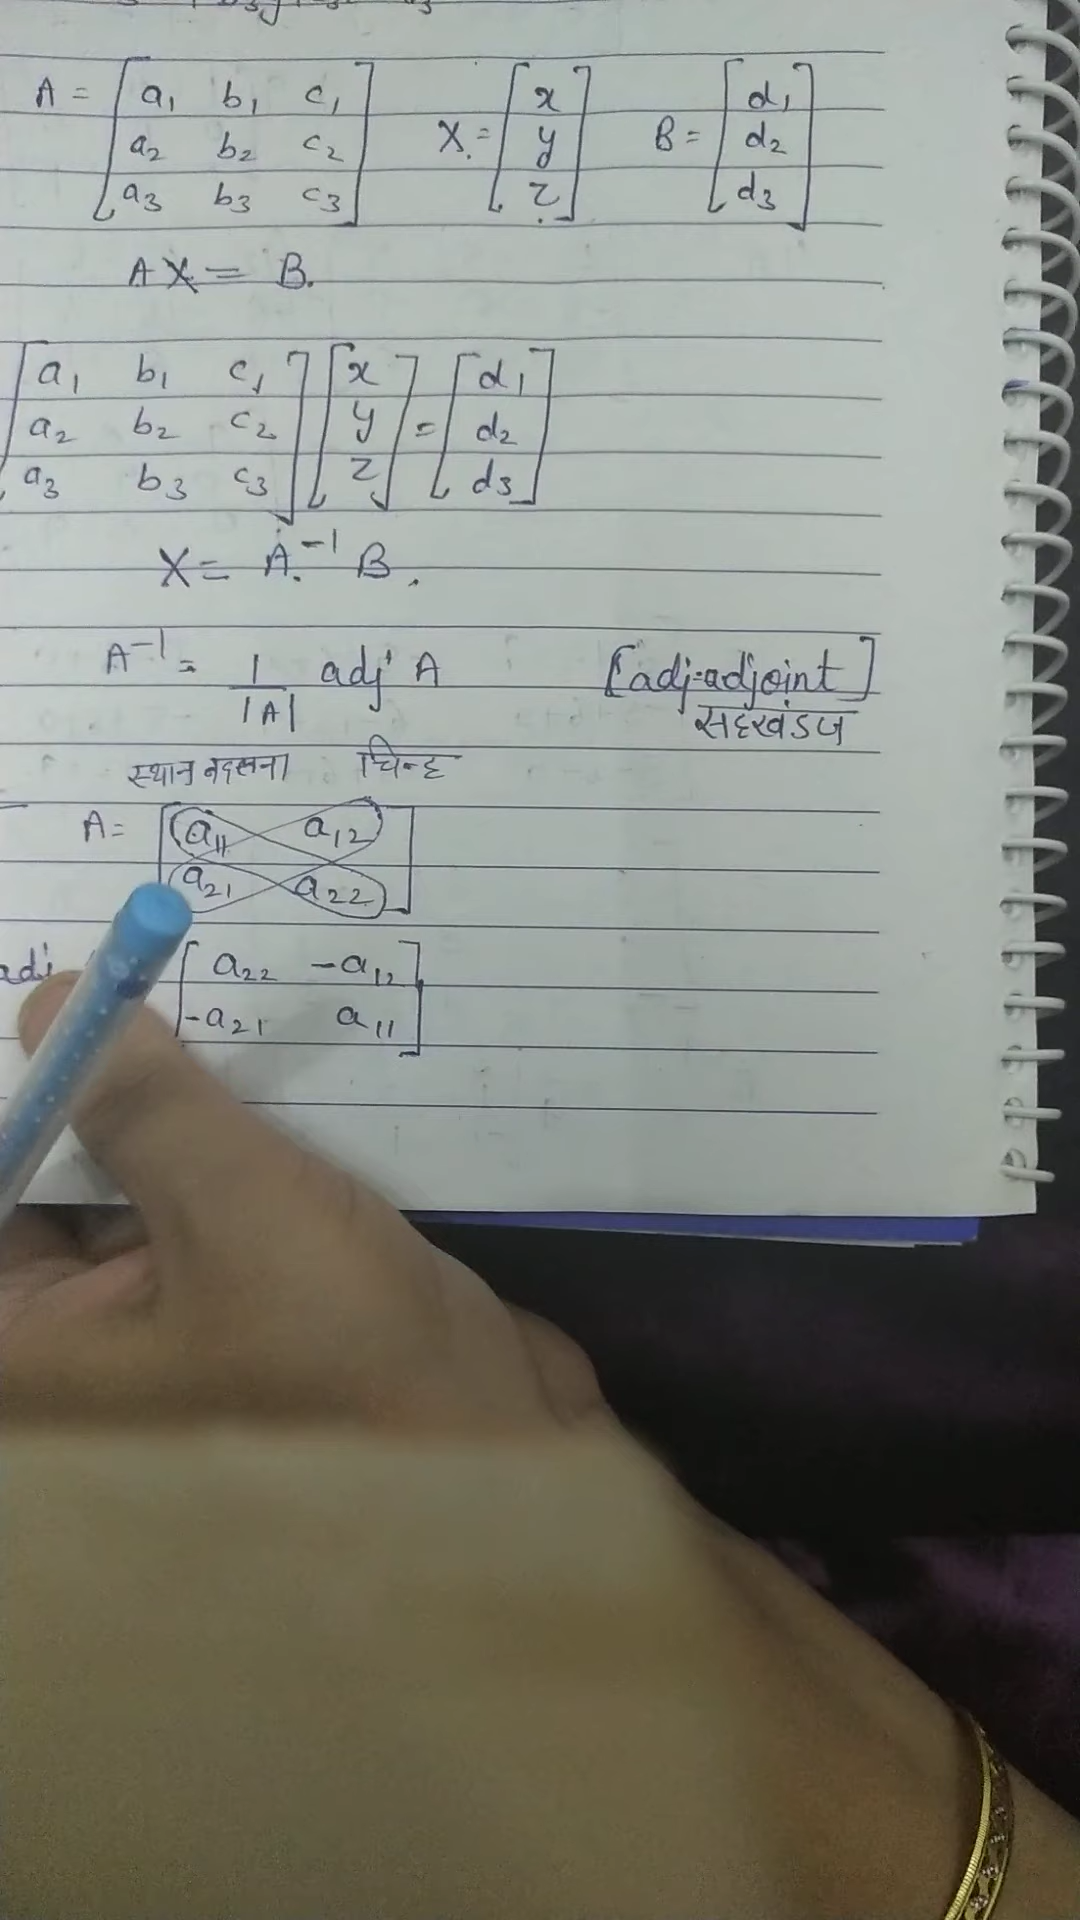 A = [ a₁ b₁ c₁ X = [ x B = [ d₁
a₂ b₂ c₂ y d₂
a₃ b₃ c₃ ] z ] d₃ ]
AX = B.
[ a₁ b₁ c₁ ] [ x ] = [ d₁ ]
a₂ b₂ c₂ y d₂
a₃ b₃ c₃ z d₃
X = A⁻¹ B.
A⁻¹ = 1/|A| adj A [adj-adjoint]
सहखंडज
स्थान बदलना चिन्ह
A = [ a₁₁ a₁₂ ]
a₂₁ a₂₂
adj [ a₂₂ -a₁₂ ]
-a₂₁ a₁₁